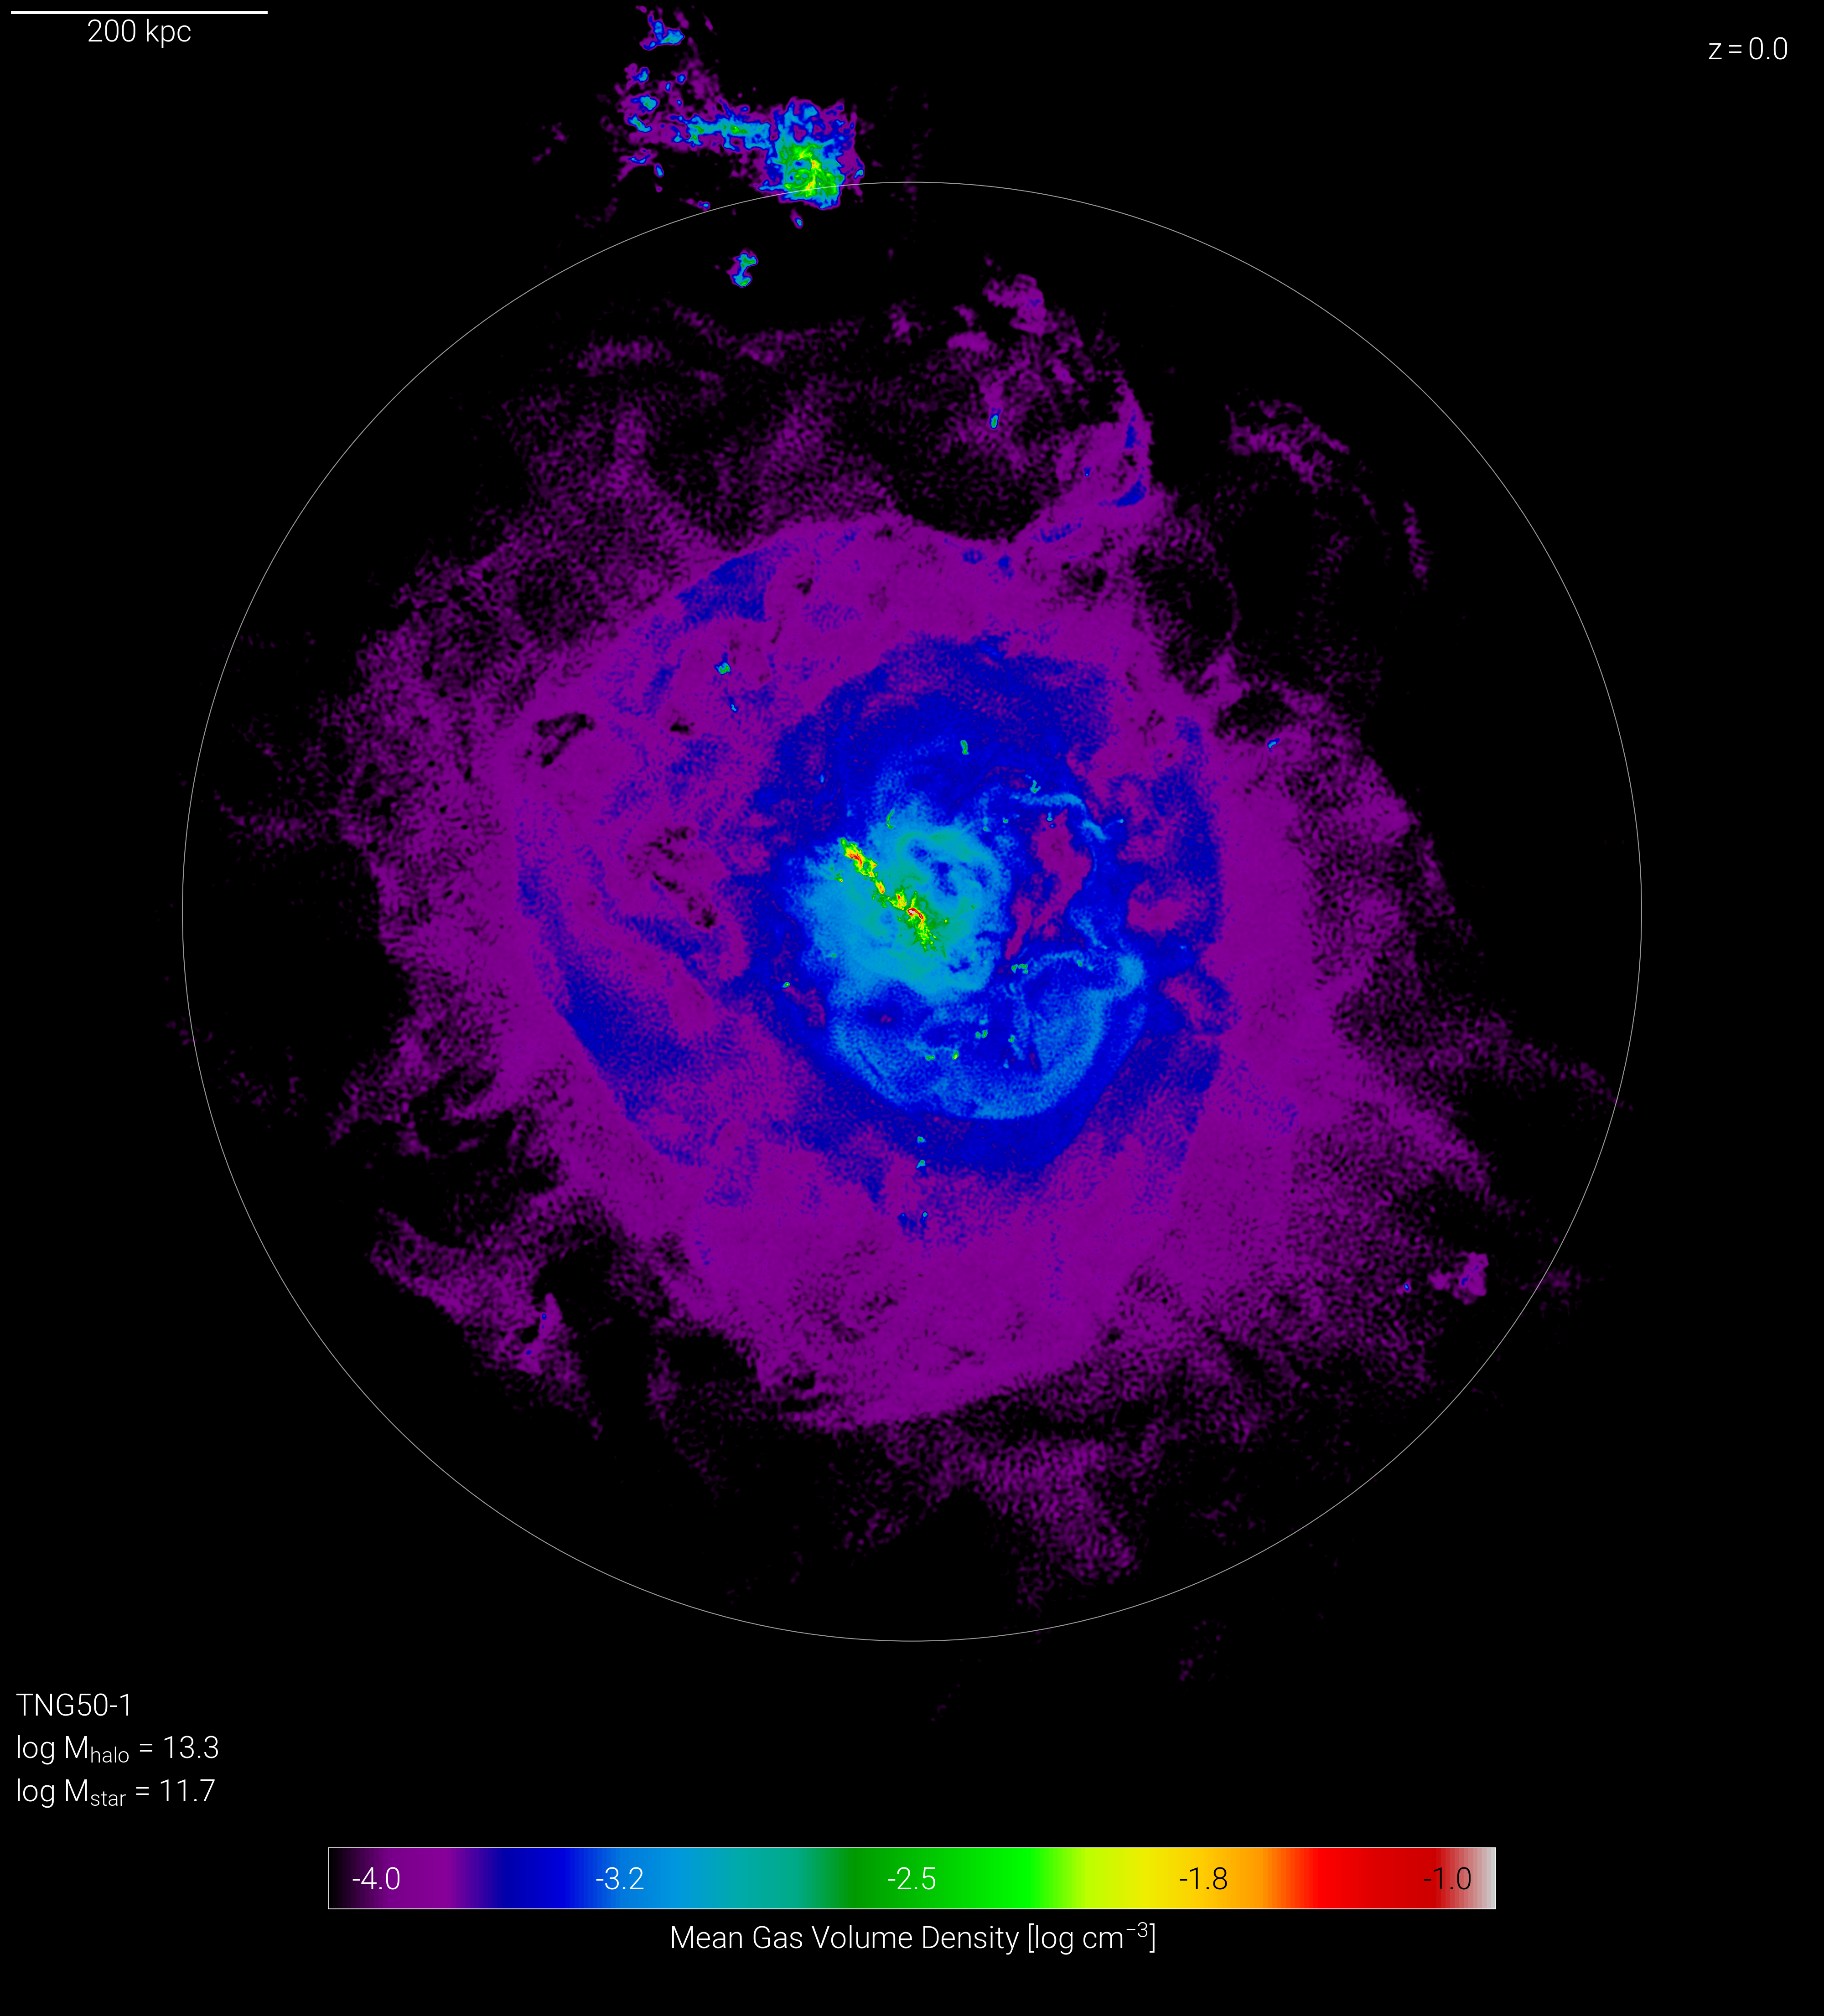 200 kpc
z = 0.0
TNG50-1
log Mhalo = 13.3
log Mstar = 11.7
-4.0 -3.2 -2.5 -1.8 -1.0
Mean Gas Volume Density [log cm⁻³]